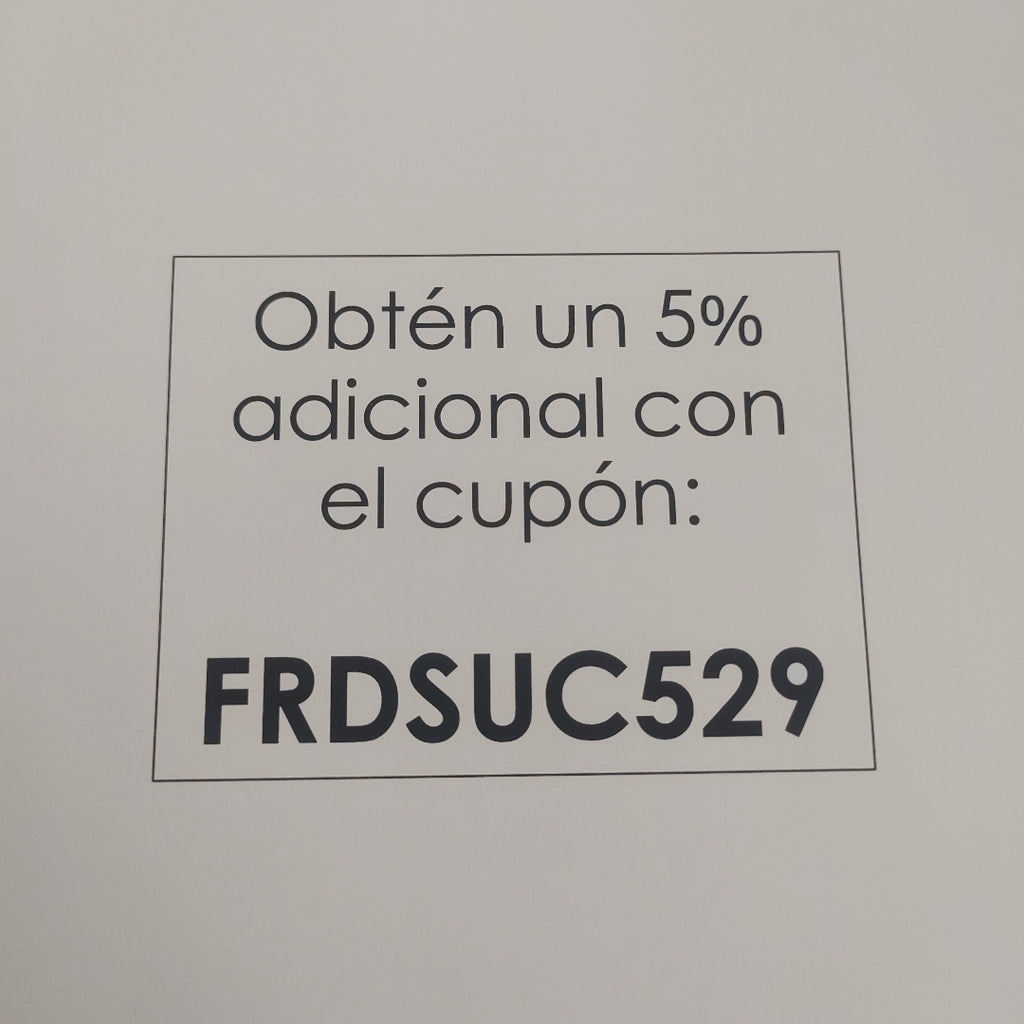 Obtén un 5%
adicional con
el cupón:
FRDSUC529